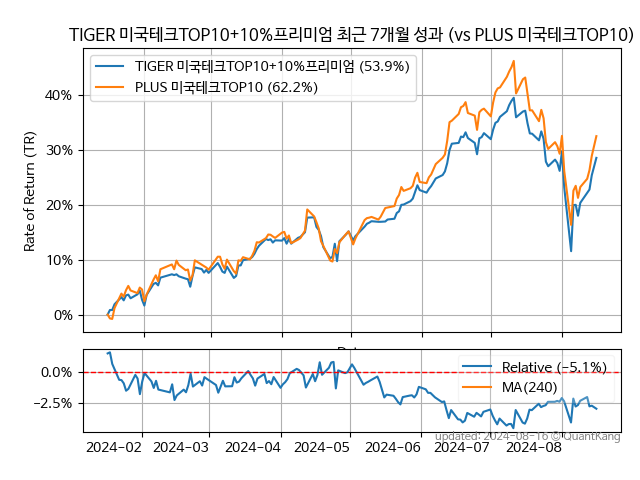 TIGER 미국테크TOP10+10%프리미엄 최근 7개월 성과 (vs PLUS 미국테크TOP10)
TIGER 미국테크TOP10+10%프리미엄 (53.9%)
PLUS 미국테크TOP10 (62.2%)
Rate of Return (TR)
40%
30%
20%
10%
0%
0.0%
−2.5%
Relative (−5.1%)
MA(240)
2024−02 2024−03 2024−04 2024−05 2024−06 2024−07 2024−08
updated: 2024-08-16 © QuantKang